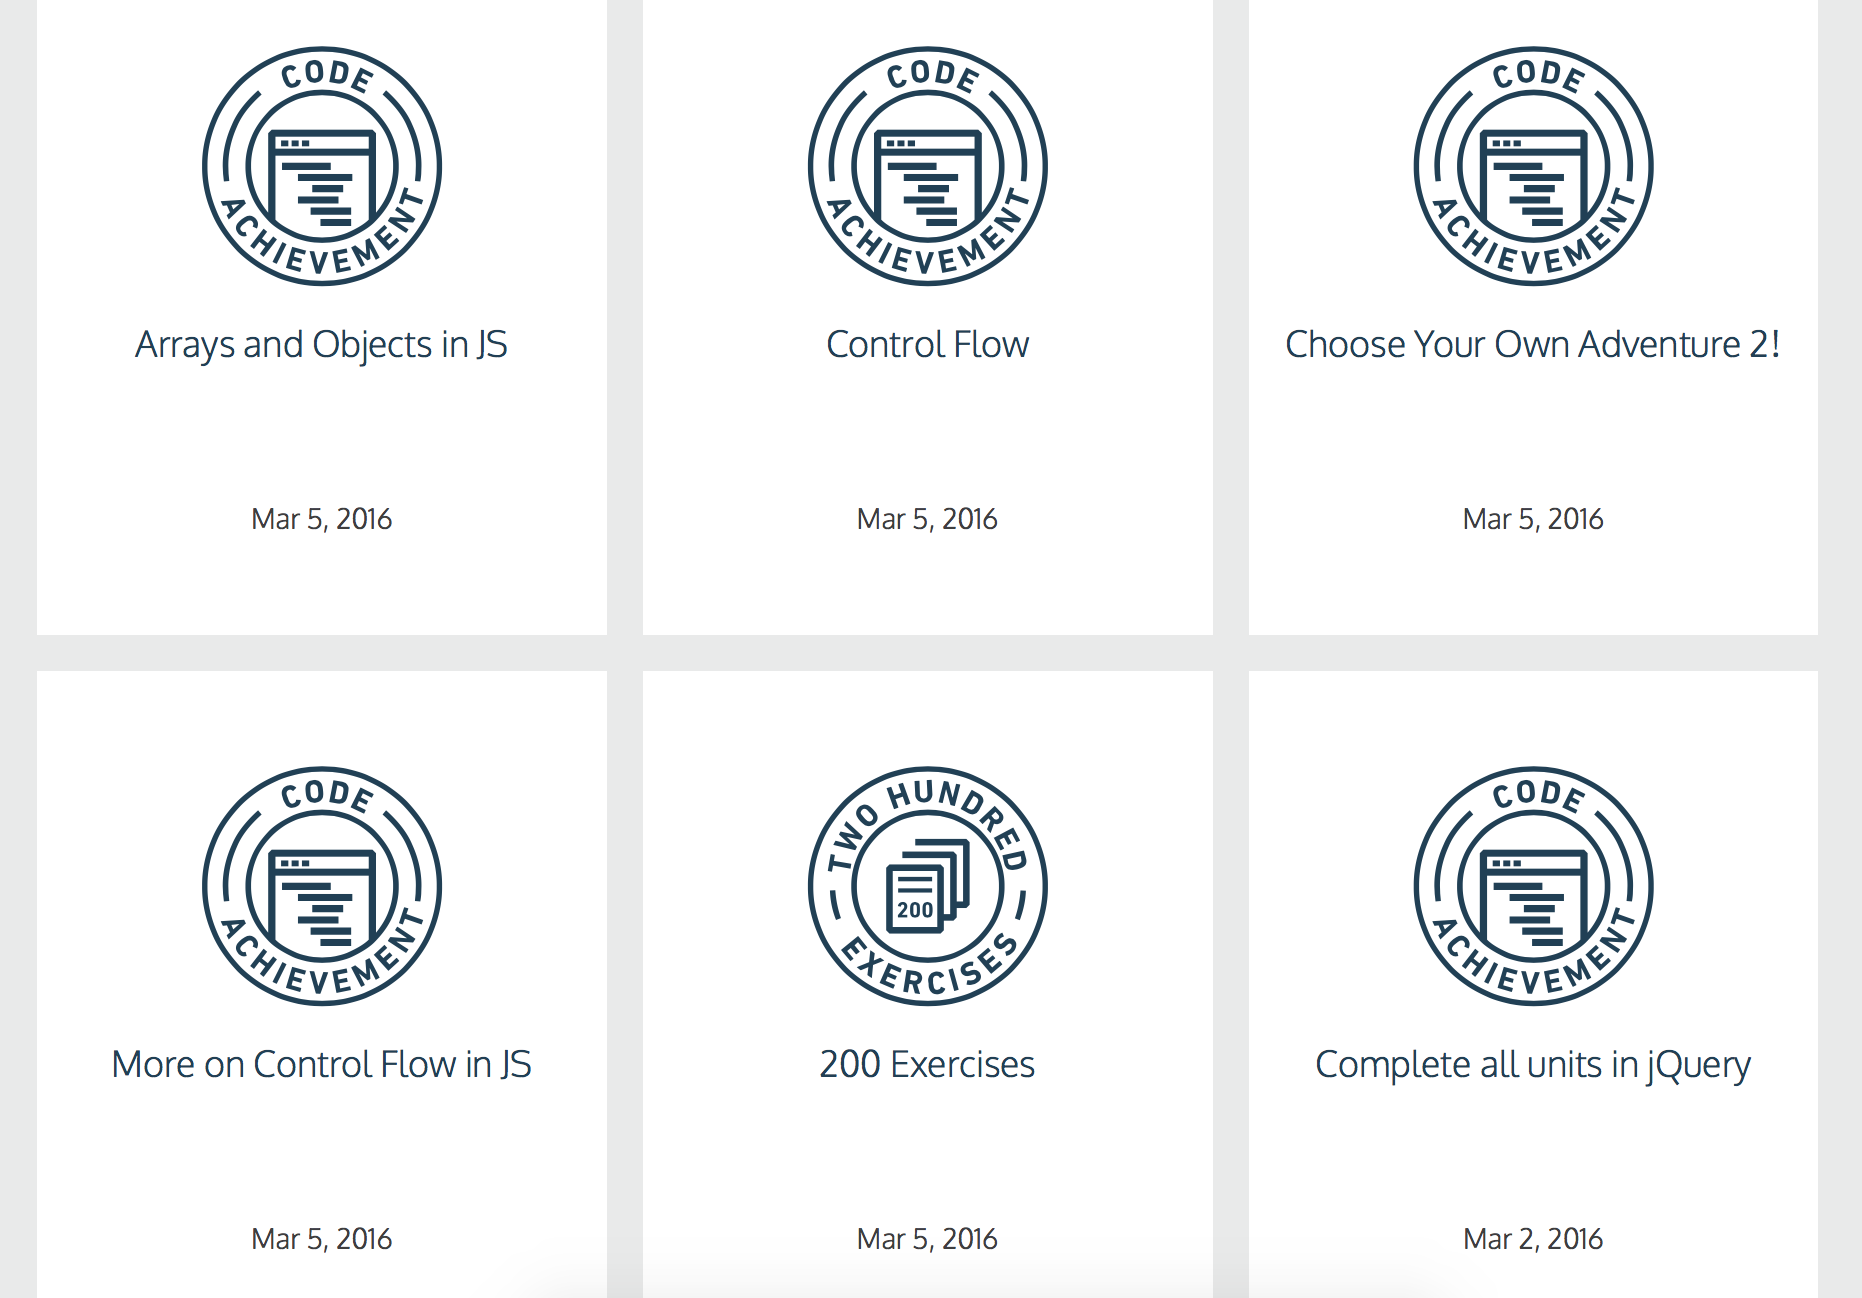 CODE
ACHIEVEMENT
Arrays and Objects in JS
Mar 5, 2016
CODE
ACHIEVEMENT
Control Flow
Mar 5, 2016
CODE
ACHIEVEMENT
Choose Your Own Adventure 2!
Mar 5, 2016
CODE
ACHIEVEMENT
More on Control Flow in JS
Mar 5, 2016
TWO HUNDRED
200
EXERCISES
200 Exercises
Mar 5, 2016
CODE
ACHIEVEMENT
Complete all units in jQuery
Mar 2, 2016